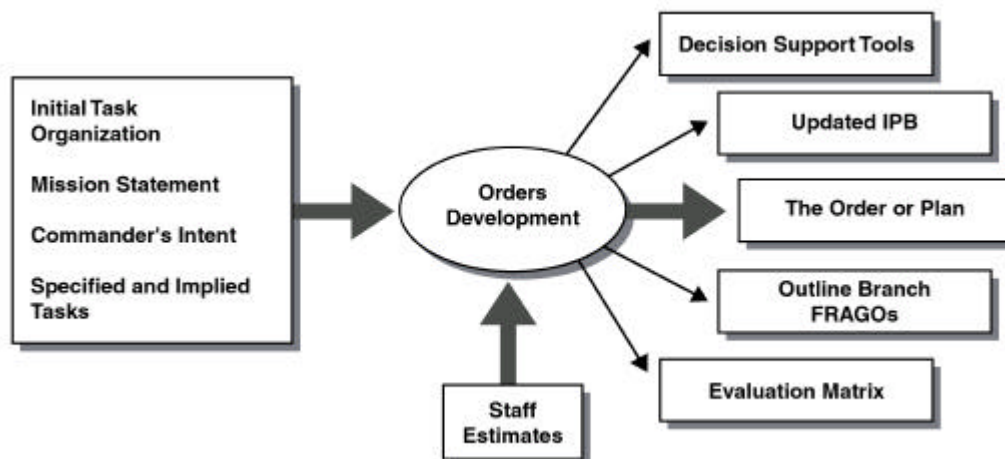 Initial Task
Organization
Mission Statement
Commander's Intent
Specified and Implied
Tasks
Orders
Development
Staff
Estimates
Decision Support Tools
Updated IPB
The Order or Plan
Outline Branch
FRAGOs
Evaluation Matrix